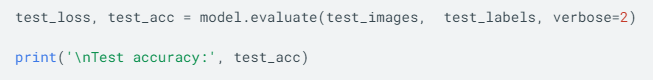 test_loss, test_acc = model.evaluate(test_images,  test_labels, verbose=2)
print('\nTest accuracy:', test_acc)